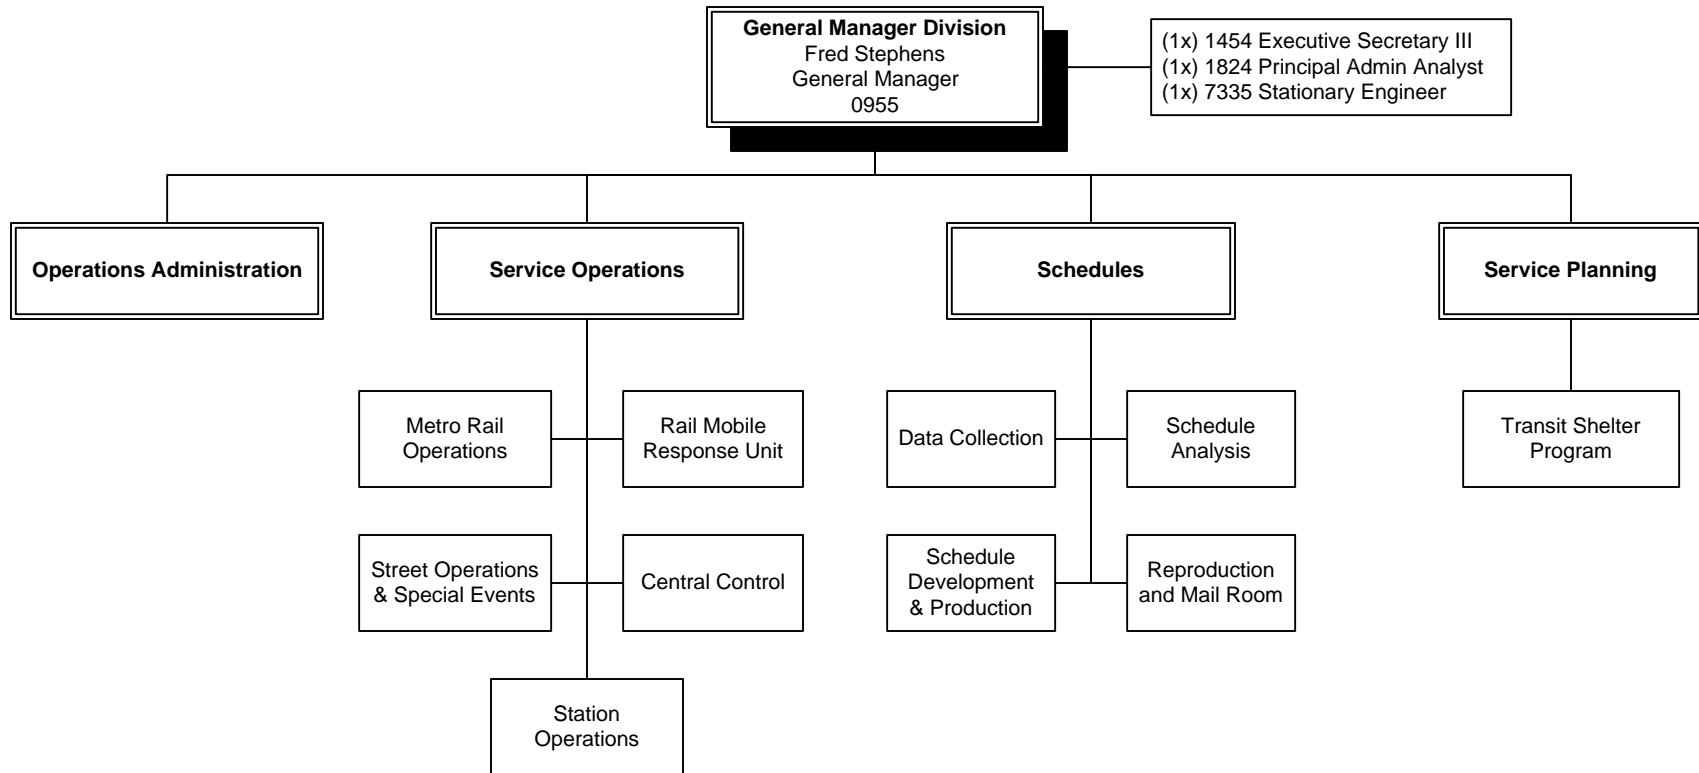 General Manager Division
Fred Stephens
General Manager
0955
(1x) 1454 Executive Secretary III
(1x) 1824 Principal Admin Analyst
(1x) 7335 Stationary Engineer
Operations Administration
Service Operations
Schedules
Service Planning
Metro Rail
Operations
Rail Mobile
Response Unit
Data Collection
Schedule
Analysis
Transit Shelter
Program
Street Operations
& Special Events
Central Control
Schedule
Development
& Production
Reproduction
and Mail Room
Station
Operations